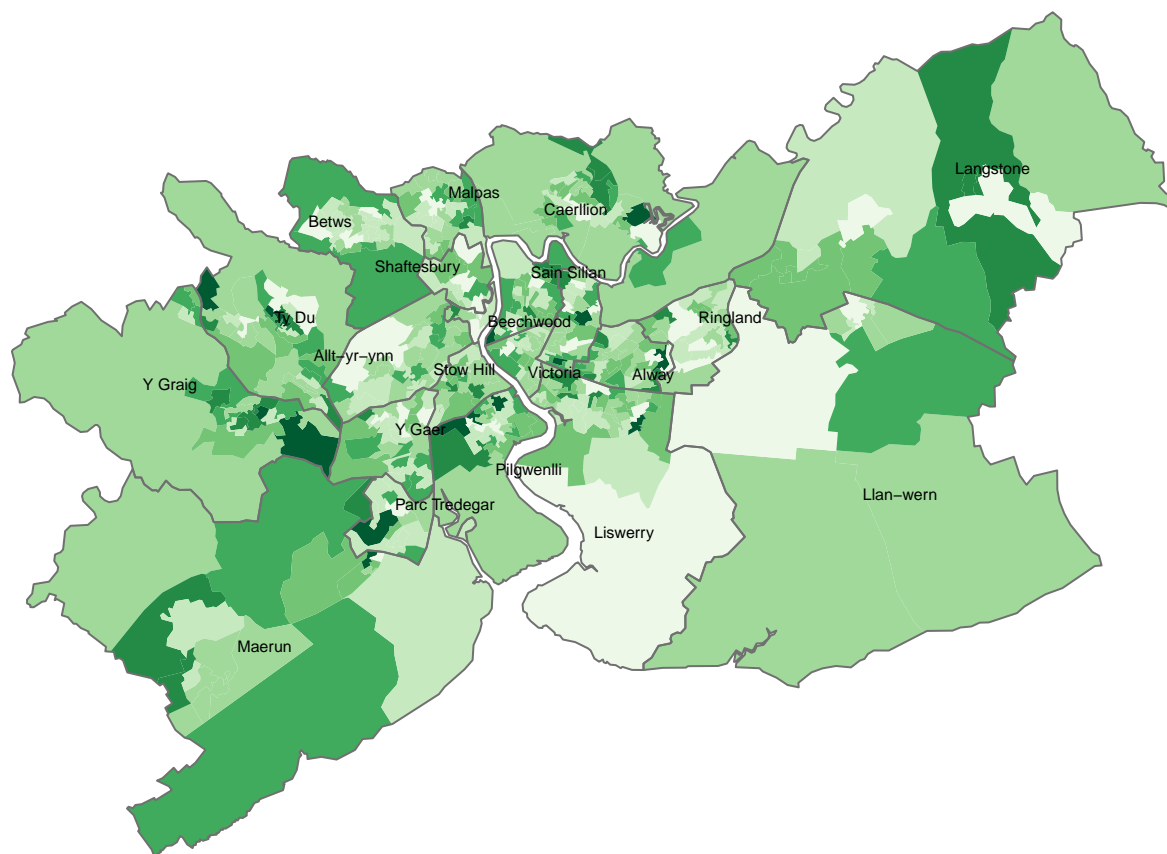 Langstone
Malpas
Caerllion
Betws
Shaftesbury
Sain Silian
Ty Du
Beechwood
Ringland
Allt-yr-ynn
Stow Hill
Victoria
Alway
Y Graig
Y Gaer
Pilgwenlli
Llan-wern
Parc Tredegar
Liswerry
Maerun